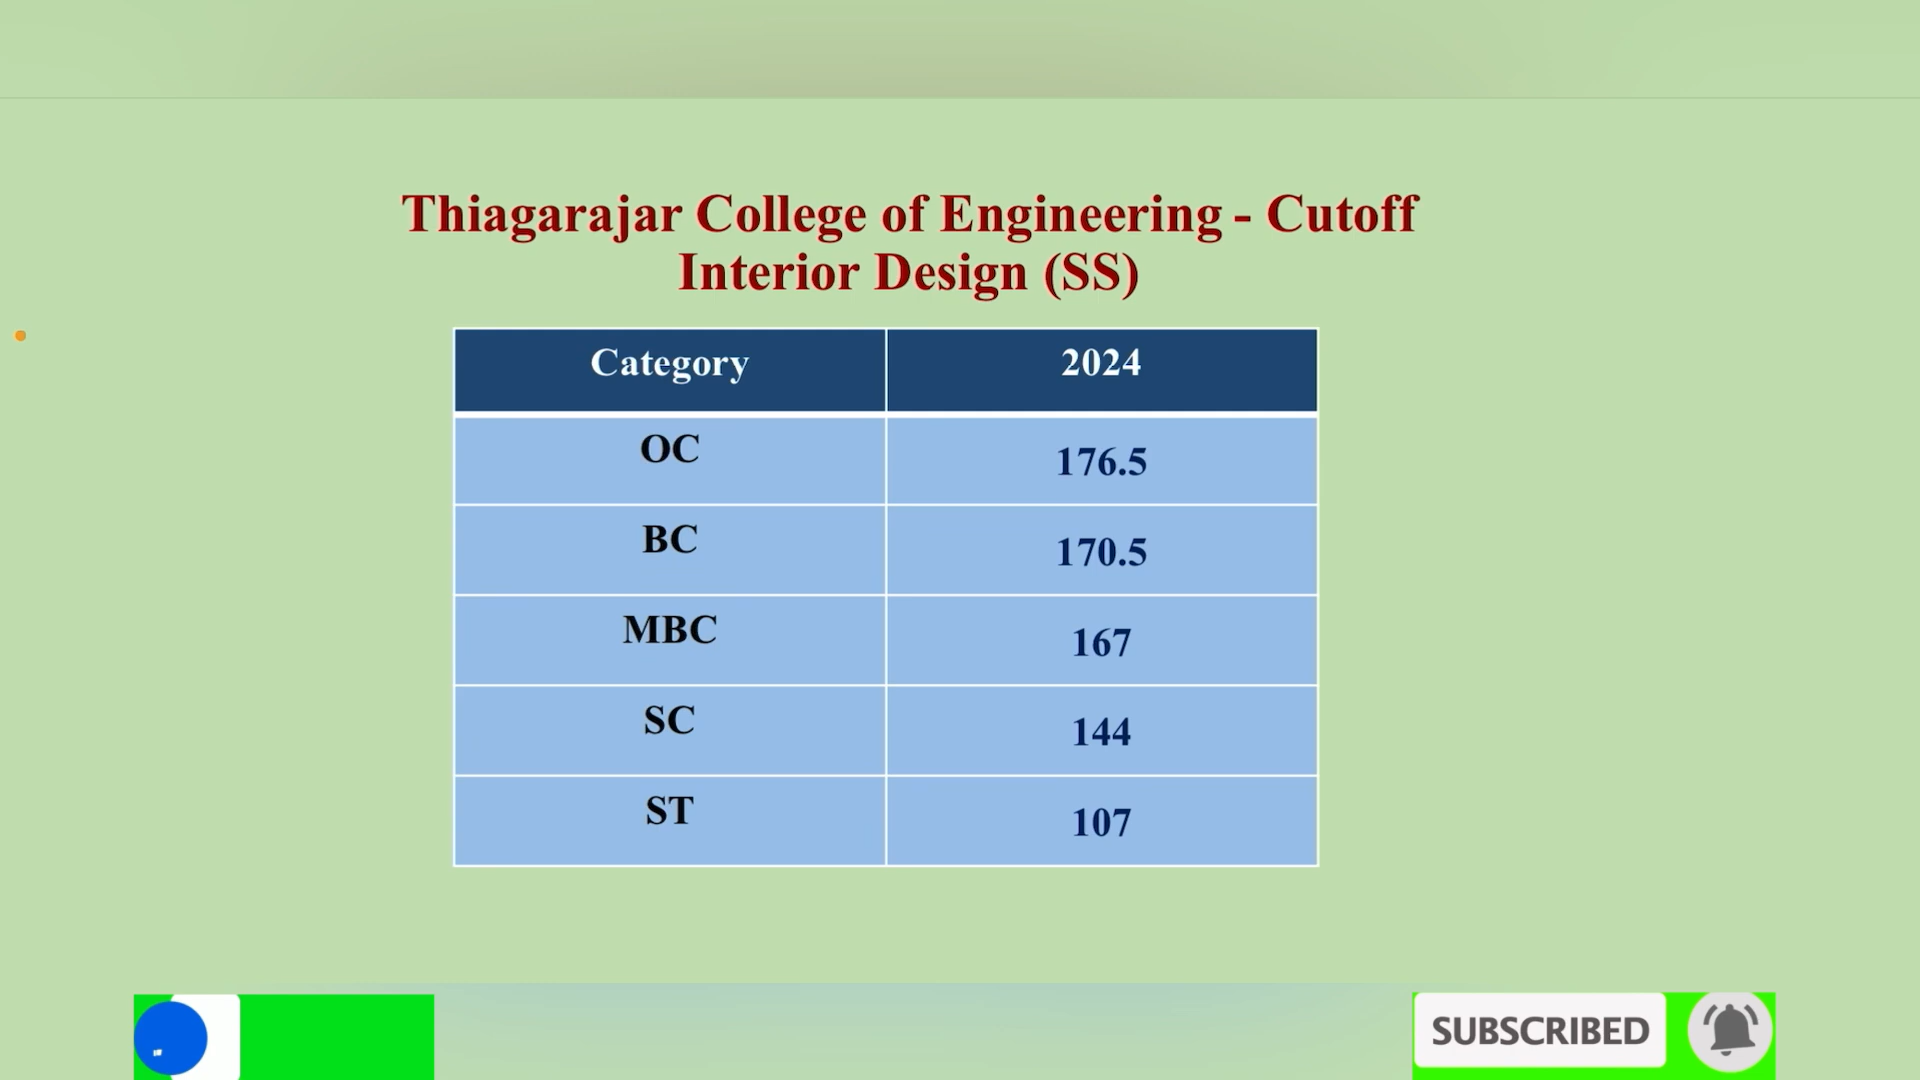 Thiagarajar College of Engineering - Cutoff
Interior Design (SS)
Category 2024
OC 176.5
BC 170.5
MBC 167
SC 144
ST 107
SUBSCRIBED